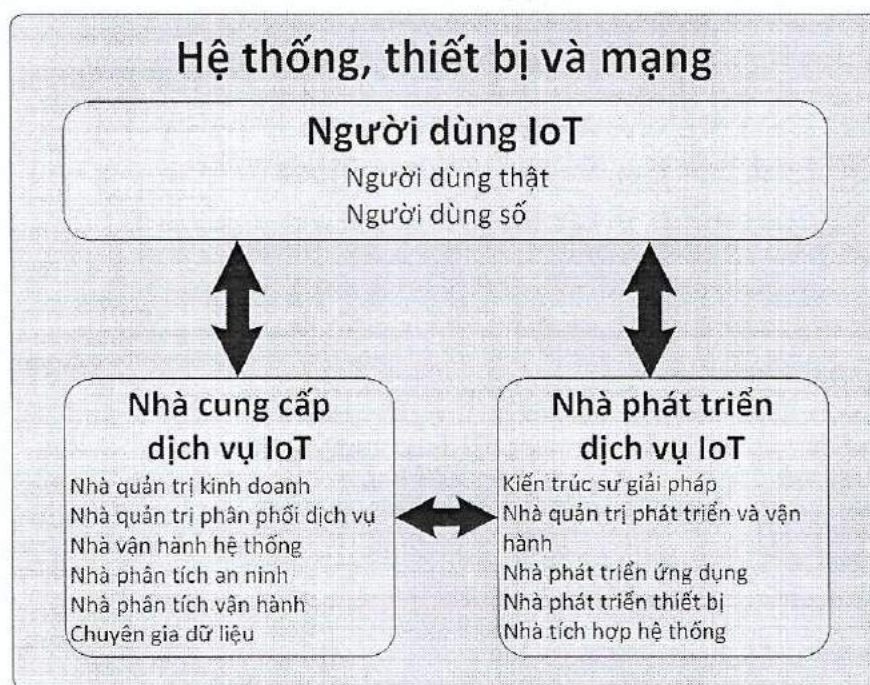 Hệ thống, thiết bị và mạng
Người dùng IoT
Người dùng thật
Người dùng số
Nhà cung cấp
dịch vụ IoT
Nhà quản trị kinh doanh
Nhà quản trị phân phối dịch vụ
Nhà vận hành hệ thống
Nhà phân tích an ninh
Nhà phân tích vận hành
Chuyên gia dữ liệu
Nhà phát triển
dịch vụ IoT
Kiến trúc sư giải pháp
Nhà quản trị phát triển và vận
hành
Nhà phát triển ứng dụng
Nhà phát triển thiết bị
Nhà tích hợp hệ thống